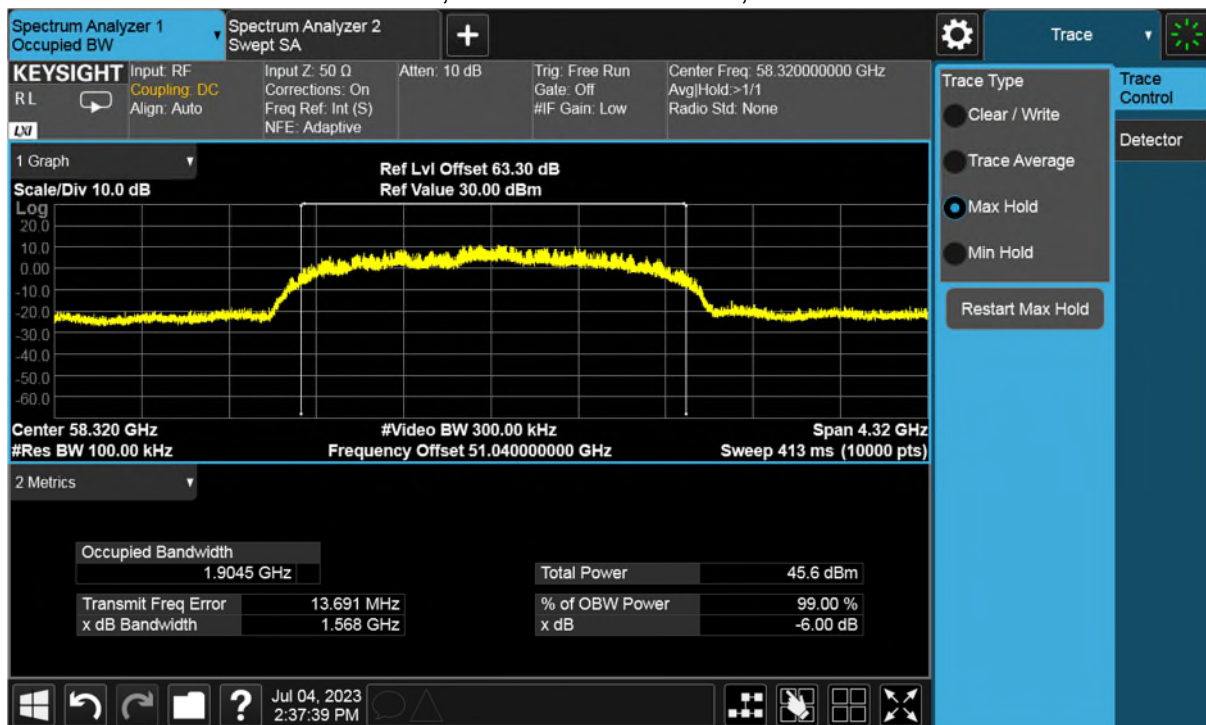 Spectrum Analyzer 1
Occupied BW
Spectrum Analyzer 2
Swept SA
Trace
KEYSIGHT
R L
LXI
Input: RF
Coupling: DC
Align: Auto
Input Z: 50 Ω
Corrections: On
Freq Ref: Int (S)
NFE: Adaptive
Atten: 10 dB
Trig: Free Run
Gate: Off
#IF Gain: Low
Center Freq: 58.320000000 GHz
Avg|Hold:>1/1
Radio Std: None
Trace Type
Clear / Write
Trace Average
Max Hold
Min Hold
Restart Max Hold
Trace
Control
Detector
1 Graph
Scale/Div 10.0 dB
Ref Lvl Offset 63.30 dB
Ref Value 30.00 dBm
Log
20.0
10.0
0.00
-10.0
-20.0
-30.0
-40.0
-50.0
-60.0
Center 58.320 GHz
#Video BW 300.00 kHz
Span 4.32 GHz
#Res BW 100.00 kHz
Frequency Offset 51.040000000 GHz
Sweep 413 ms (10000 pts)
2 Metrics
Occupied Bandwidth
1.9045 GHz
Total Power 45.6 dBm
Transmit Freq Error 13.691 MHz
% of OBW Power 99.00 %
x dB Bandwidth 1.568 GHz
x dB -6.00 dB
?
Jul 04, 2023
2:37:39 PM